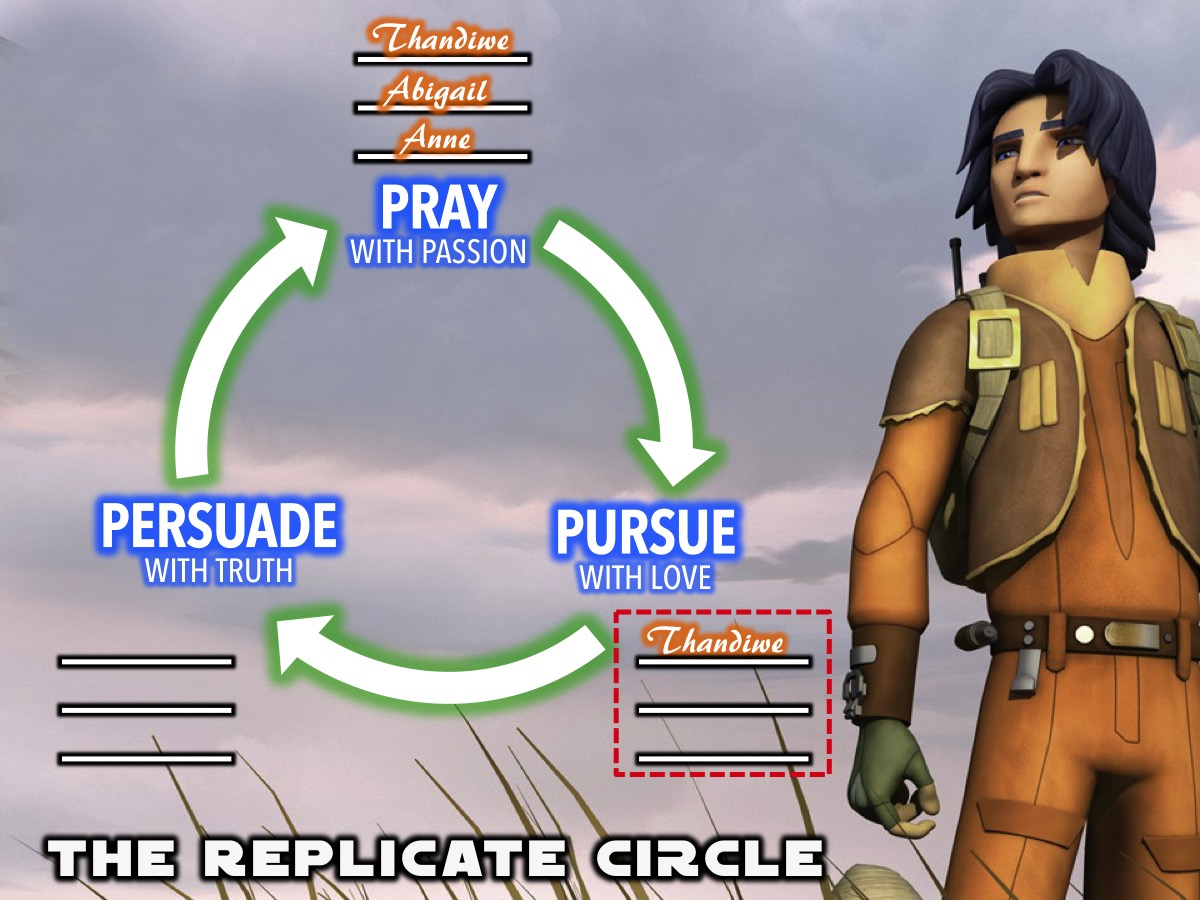 Thandiwe
Abigail
Anne
PRAY
WITH PASSION
PERSUADE
WITH TRUTH
PURSUE
WITH LOVE
Thandiwe
THE REPLICATE CIRCLE